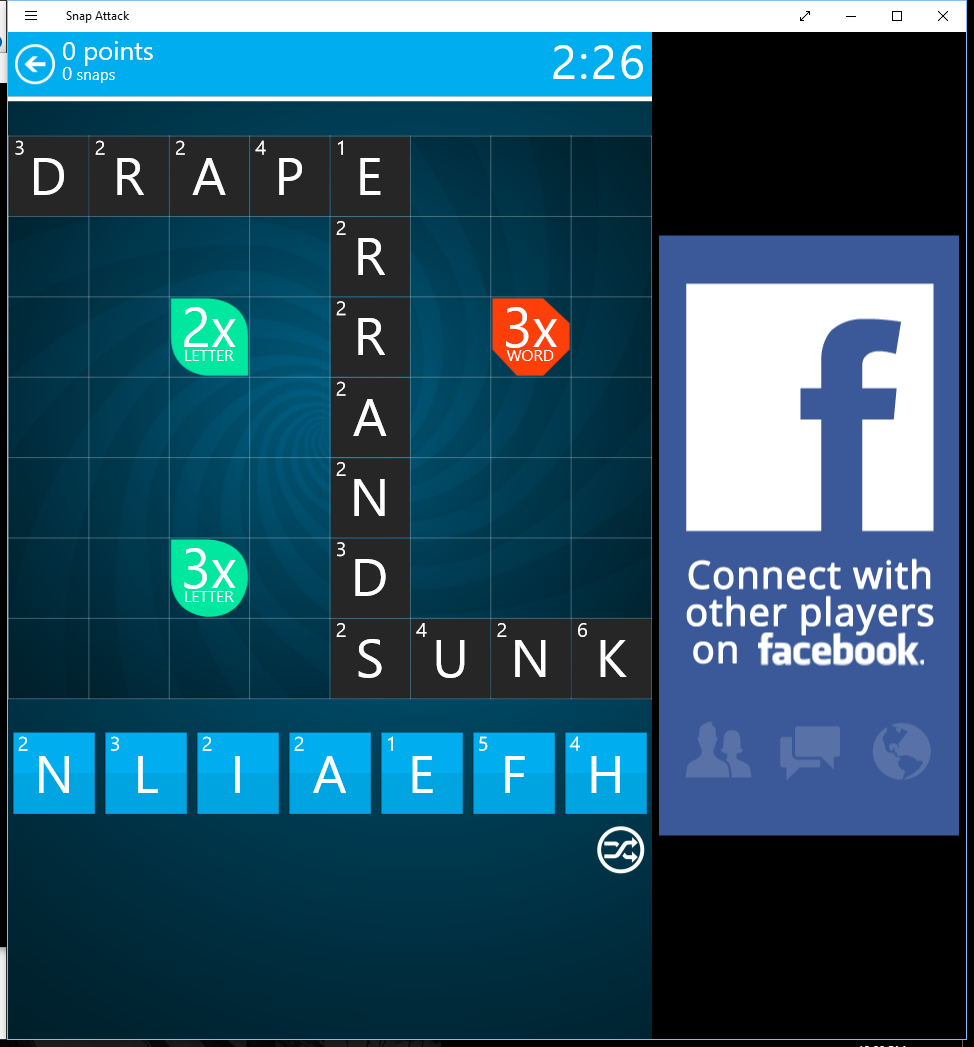 Snap Attack
0 points
0 snaps
2:26
3 D 2 R 2 A 4 P 1 E
2 R
2x
LETTER
2 R
3x
WORD
2 A
2 N
3x
LETTER
3 D
2 S 4 U 2 N 6 K
2 N 3 L 2 I 2 A 1 E 5 F 4 H
f
Connect with
other players
on facebook.